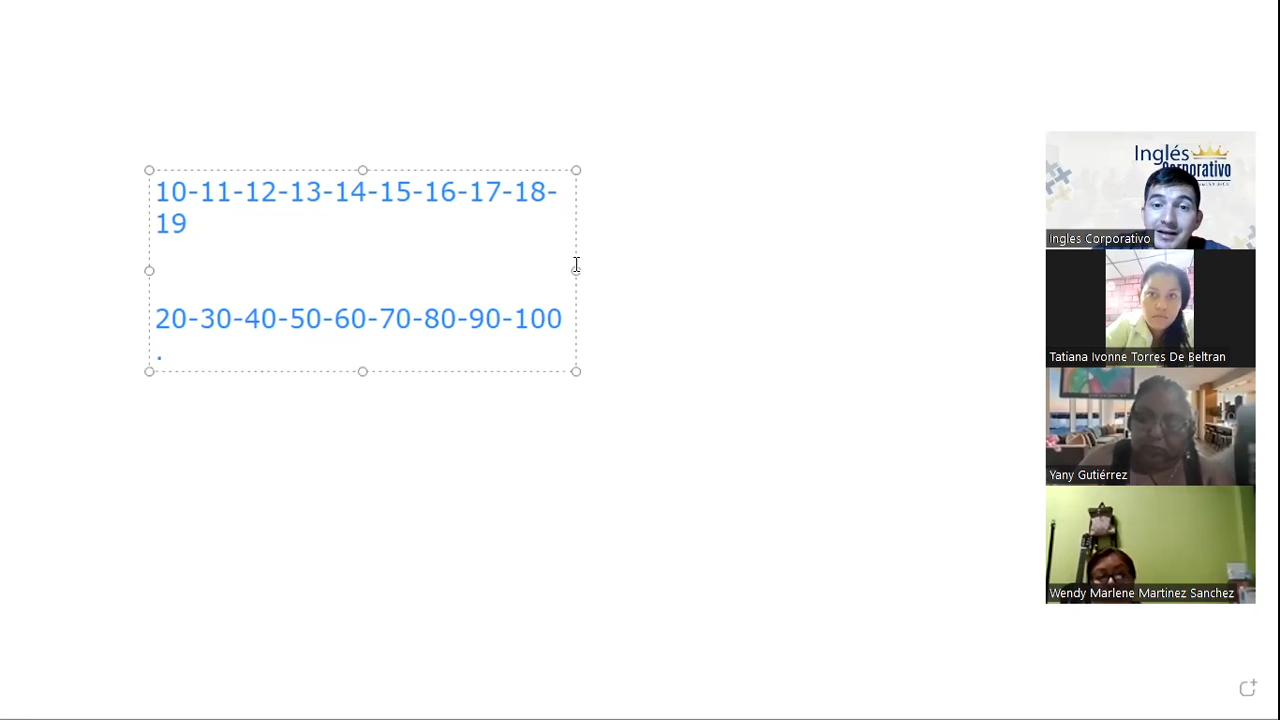 10-11-12-13-14-15-16-17-18-
19
20-30-40-50-60-70-80-90-100
.
Inglés
Corporativo
Ingles Corporativo
Tatiana Ivonne Torres De Beltran
Yany Gutiérrez
Wendy Marlene Martinez Sanchez